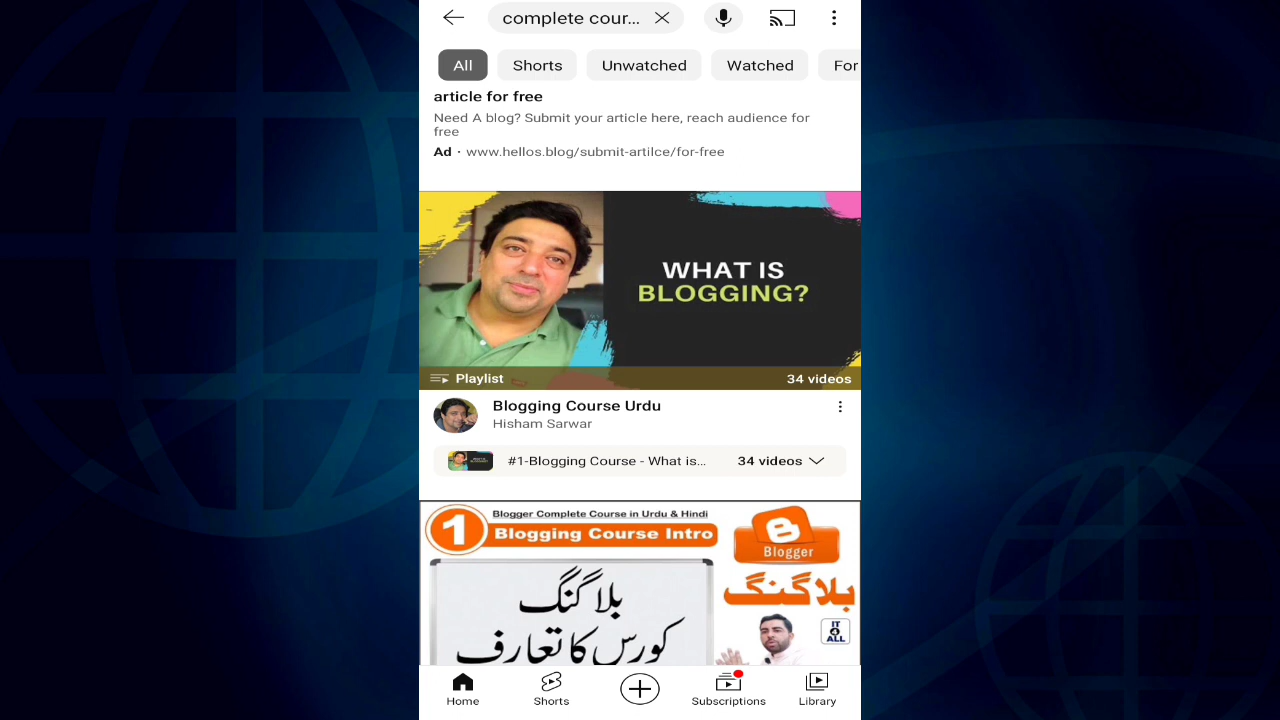 complete cour...
All
Shorts
Unwatched
Watched
For
article for free
Need A blog? Submit your article here, reach audience for
free
Ad · www.hellos.blog/submit-artilce/for-free
WHAT IS
BLOGGING?
Playlist
34 videos
Blogging Course Urdu
Hisham Sarwar
#1-Blogging Course - What is...
34 videos
Blogger Complete Course in Urdu & Hindi
1
Blogging Course Intro
Blogger
بلاگنگ
کورس کا تعارف
بلاگنگ
IT
4
ALL
Home
Shorts
Subscriptions
Library